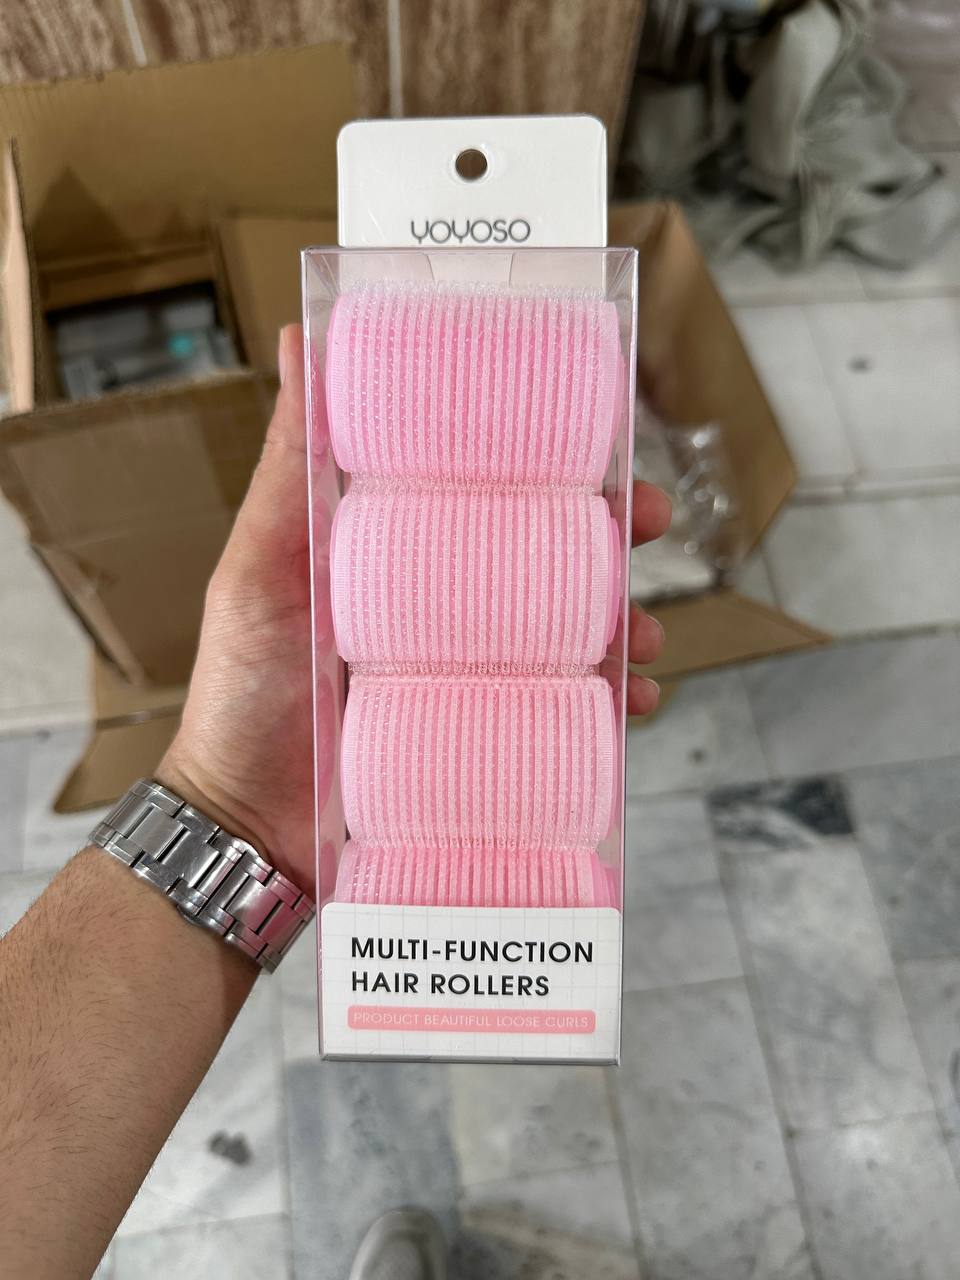 YOYOSO
MULTI-FUNCTION
HAIR ROLLERS
PRODUCT BEAUTIFUL LOOSE CURLS